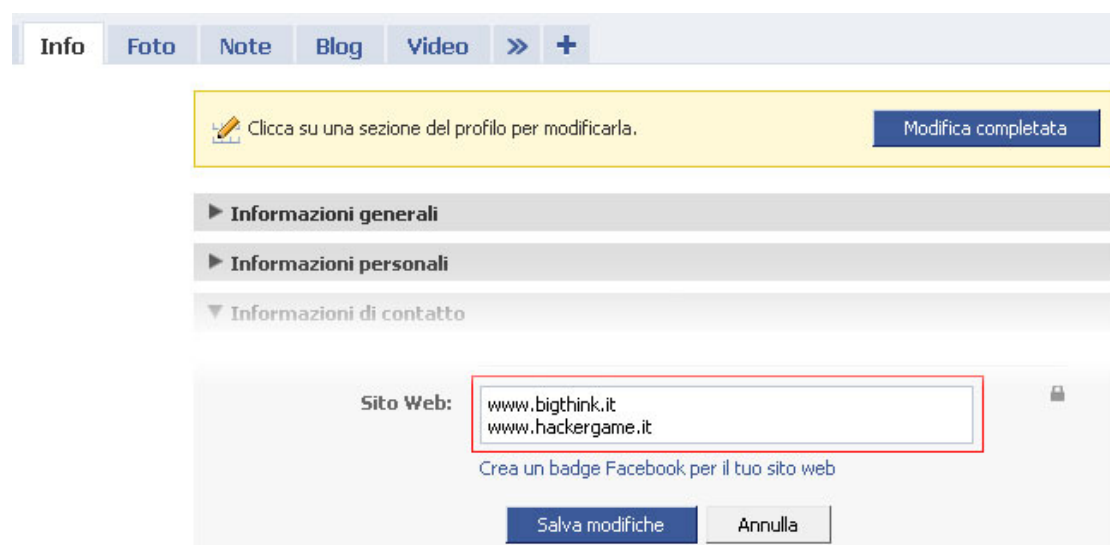 Info Foto Note Blog Video » +
Clicca su una sezione del profilo per modificarla. Modifica completata
Informazioni generali
Informazioni personali
Informazioni di contatto
Sito Web: www.bigthink.it
www.hackergame.it
Crea un badge Facebook per il tuo sito web
Salva modifiche Annulla